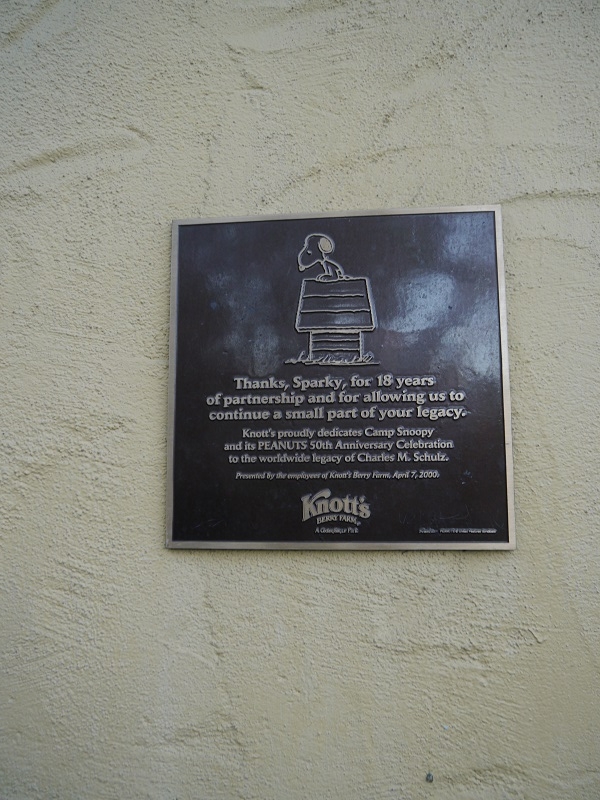 Thanks, Sparky, for 18 years
of partnership and for allowing us to
continue a small part of your legacy.
Knott's proudly dedicates Camp Snoopy
and its PEANUTS 50th Anniversary Celebration
to the worldwide legacy of Charles M. Schulz.
Presented by the employees of Knott's Berry Farm, April 7, 2000.
Knott's
BERRY FARM
A Cedar Fair Park